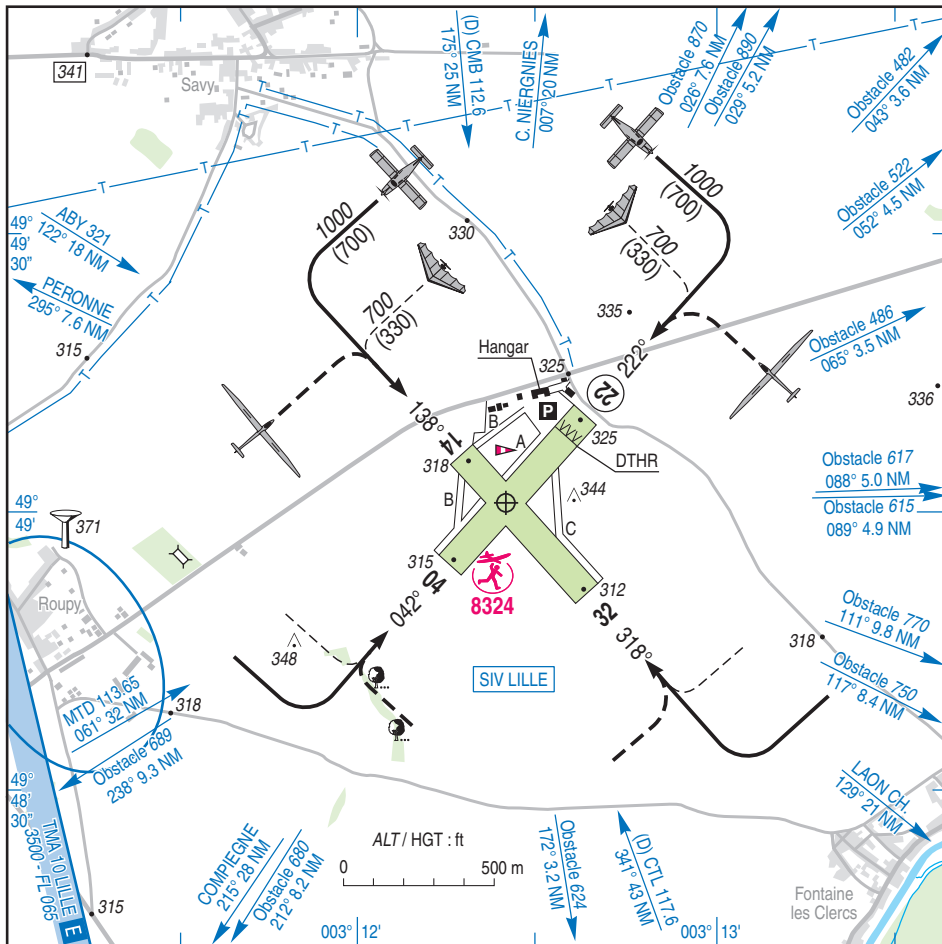 341
Savy
(D) CMB 112.6
175° 25 NM
C. NIERGNIES
007° 20 NM
Obstacle 870
026° 7.6 NM
Obstacle 890
029° 5.2 NM
Obstacle 482
043° 3.6 NM
Obstacle 522
052° 4.5 NM
T
T
T
T
T
T
T
T
49°
49'
30"
ABY 321
122° 18 NM
PERONNE
295° 7.6 NM
1000
(700)
1000
(700)
330
700
(330)
700
(330)
335
315
Hangar
325
222°
22
Obstacle 486
065° 3.5 NM
336
138°
14
B
P
A
325
DTHR
318
B
344
C
Obstacle 617
088° 5.0 NM
Obstacle 615
089° 4.9 NM
49°
49'
371
Roupy
315
04
042°
8324
312
32
318°
348
318
Obstacle 770
111° 9.8 NM
Obstacle 750
117° 8.4 NM
SIV LILLE
MTD 113.65
061° 32 NM
318
Obstacle 689
238° 9.3 NM
49°
48'
30"
TMA 10 LILLE
3500 - FL 065
E
315
COMPIEGNE
215° 28 NM
Obstacle 680
212° 8.2 NM
ALT / HGT : ft
0 500 m
Obstacle 624
172° 3.2 NM
(D) CTL 117.6
341° 43 NM
LAON CH.
129° 21 NM
Fontaine
les Clercs
003° 12'
003° 13'